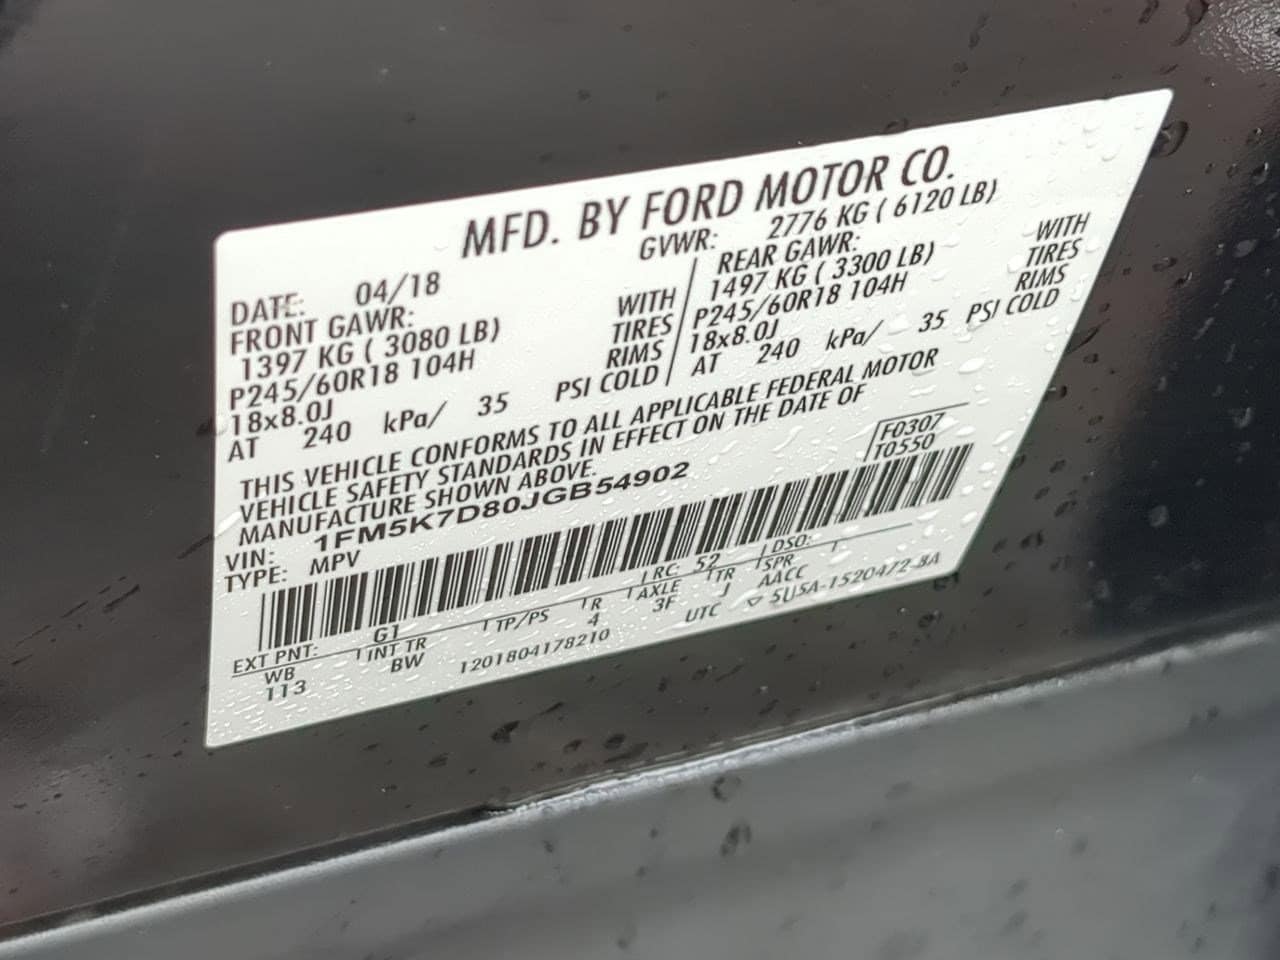 MFD. BY FORD MOTOR CO.
DATE: 04/18 GVWR: 2776 KG ( 6120 LB)
FRONT GAWR: WITH REAR GAWR: WITH
1397 KG ( 3080 LB) TIRES 1497 KG ( 3300 LB) TIRES
P245/60R18 104H RIMS P245/60R18 104H RIMS
18x8.0J PSI COLD 18x8.0J PSI COLD
AT 240 kPa/ 35 AT 240 kPa/ 35
THIS VEHICLE CONFORMS TO ALL APPLICABLE FEDERAL MOTOR
VEHICLE SAFETY STANDARDS IN EFFECT ON THE DATE OF
MANUFACTURE SHOWN ABOVE.
F0307
T0550
VIN: 1FM5K7D80JGB54902
TYPE: MPV
EXT PNT: G1 RC: 52 DSO:
WB INT TR TP/PS R AXLE TR SPR
113 BW 4 3F J AACC
1201804178210 UTC ▽ 5U5A-1520472-BA